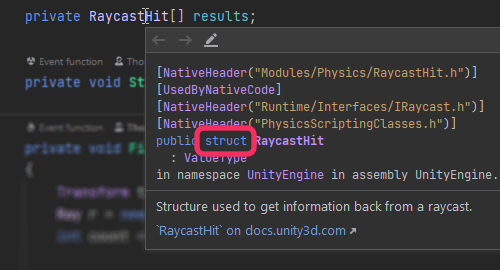 private RaycastHit[] results;
Event function
Tho
private void St
[NativeHeader("Modules/Physics/RaycastHit.h")]
[UsedByNativeCode]
[NativeHeader("Runtime/Interfaces/IRaycast.h")]
[NativeHeader("PhysicsScriptingClasses.h")]
public struct RaycastHit
: ValueType
in namespace UnityEngine in assembly UnityEngine.
Event function
Tho
private void Fi
{
Transform t
Ray r = new
int count =
Structure used to get information back from a raycast.
`RaycastHit` on docs.unity3d.com